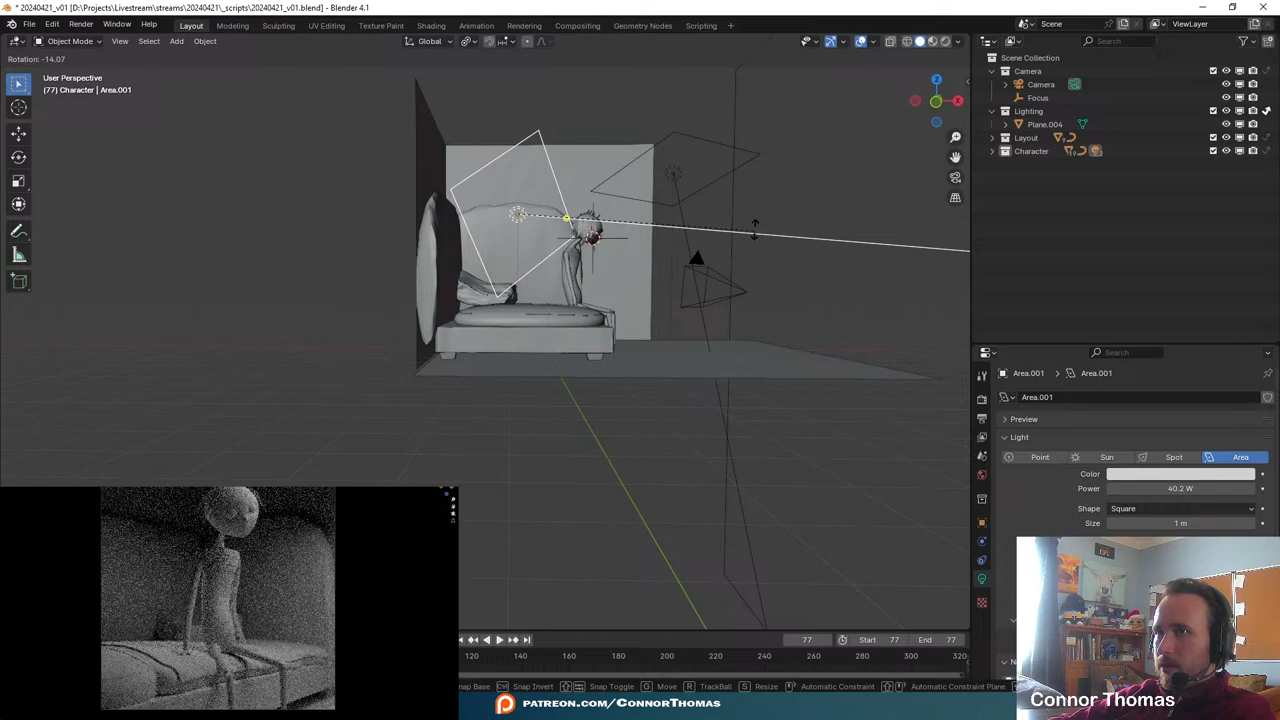 * 20240421_v01 [D:\Projects\Livestream\streams\20240421\_scripts\20240421_v01.blend] - Blender 4.1
File Edit Render Window Help Layout Modeling Sculpting UV Editing Texture Paint Shading Animation Rendering Compositing Geometry Nodes Scripting + Scene ViewLayer
Object Mode View Select Add Object Global Search
Rotation: -14.07
User Perspective
(77) Character | Area.001
Z
X
Scene Collection
Camera
Camera
Focus
Lighting
Plane.004
Layout
Character
Search
Area.001 > Area.001
Area.001
Preview
Light
Point Sun Spot Area
Color
Power 40.2 W
Shape Square
Size 1 m
77 Start 77 End 77
120 140 160 180 200 220 240 260 280 300 320
Snap Base Ctrl Snap Invert Snap Toggle G Move R TrackBall S Resize Automatic Constraint Automatic Constraint Plane
PATREON.COM/CONNORTHOMAS
Connor Thomas